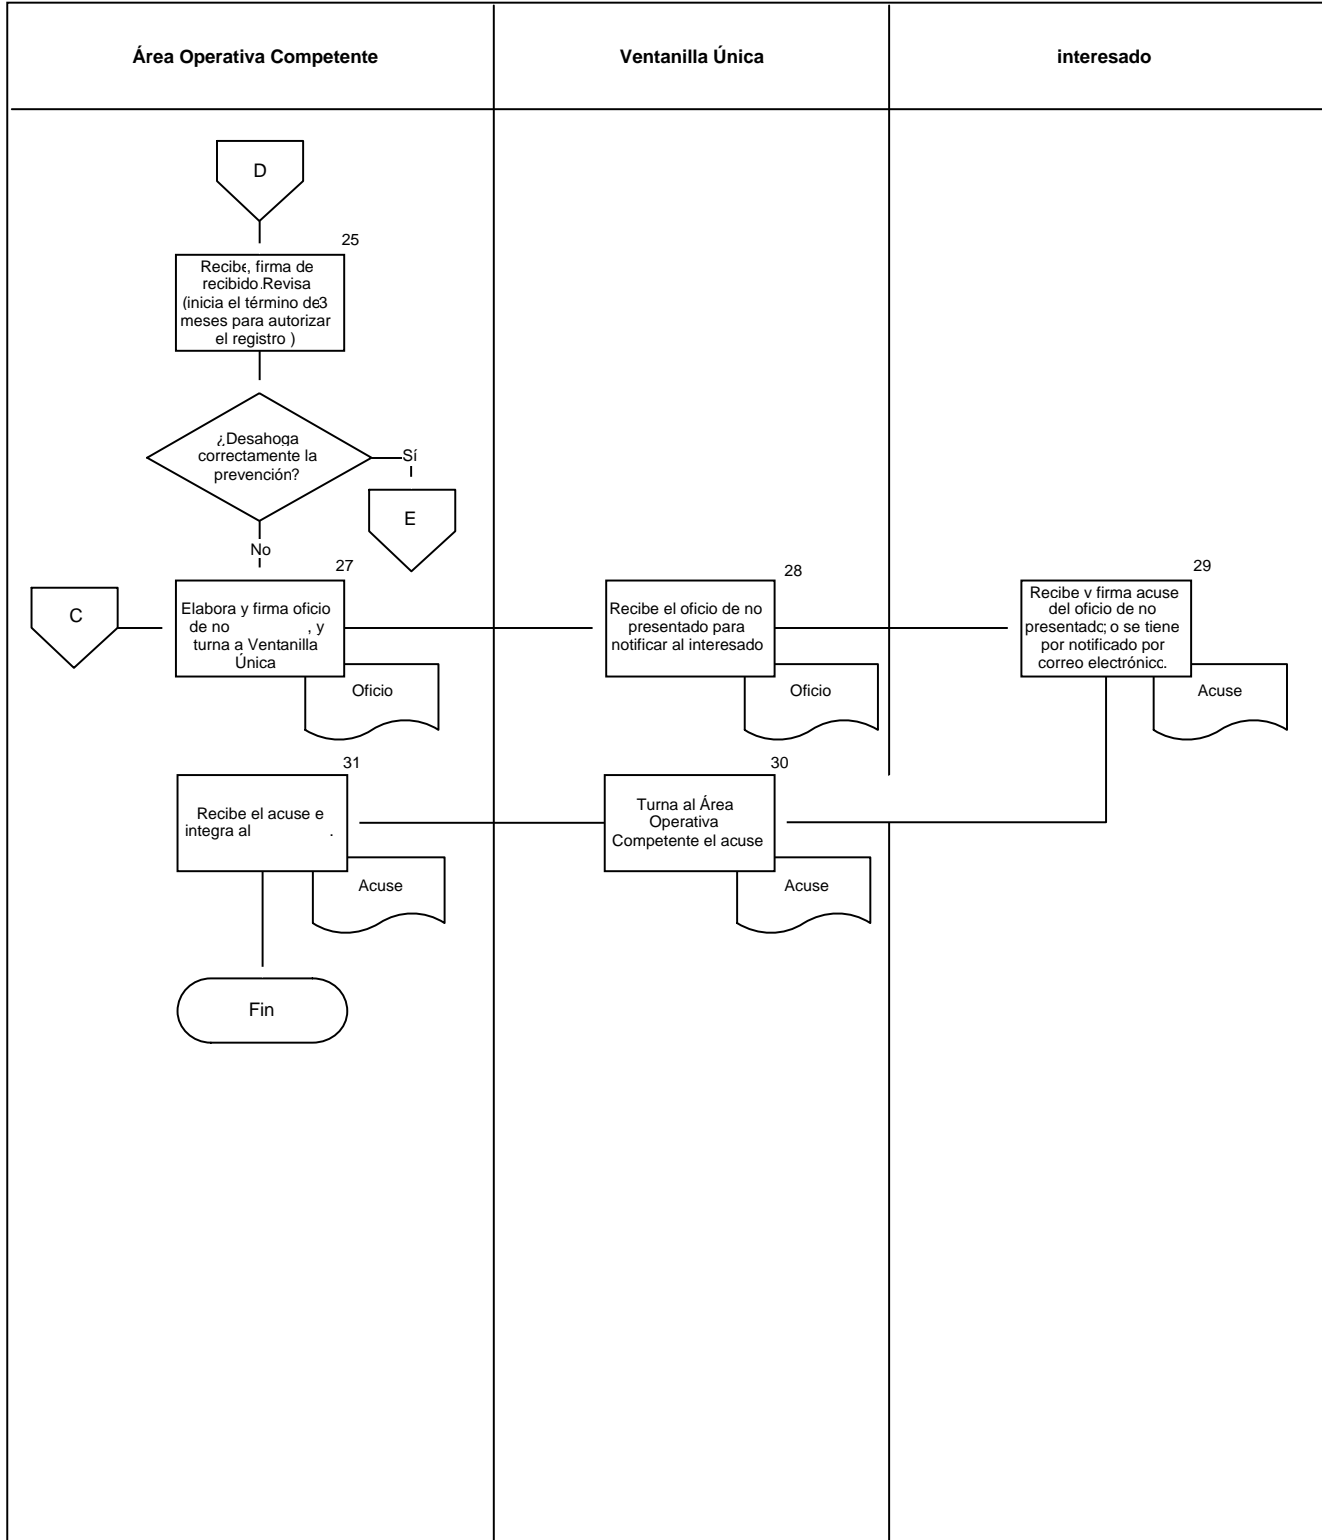 Área Operativa Competente
Ventanilla Única
interesado
D
25
Recibe, firma de
recibido.Revisa
(inicia el término de3
meses para autorizar
el registro )
¿Desahoga
correctamente la
prevención?
Sí
E
No
27
C
Elabora y firma oficio
de no , y
turna a Ventanilla
Única
Oficio
28
Recibe el oficio de no
presentado para
notificar al interesado
Oficio
29
Recibe y firma acuse
del oficio de no
presentado; o se tiene
por notificado por
correo electrónico.
Acuse
31
Recibe el acuse e
integra al .
Acuse
30
Turna al Área
Operativa
Competente el acuse
Acuse
Fin